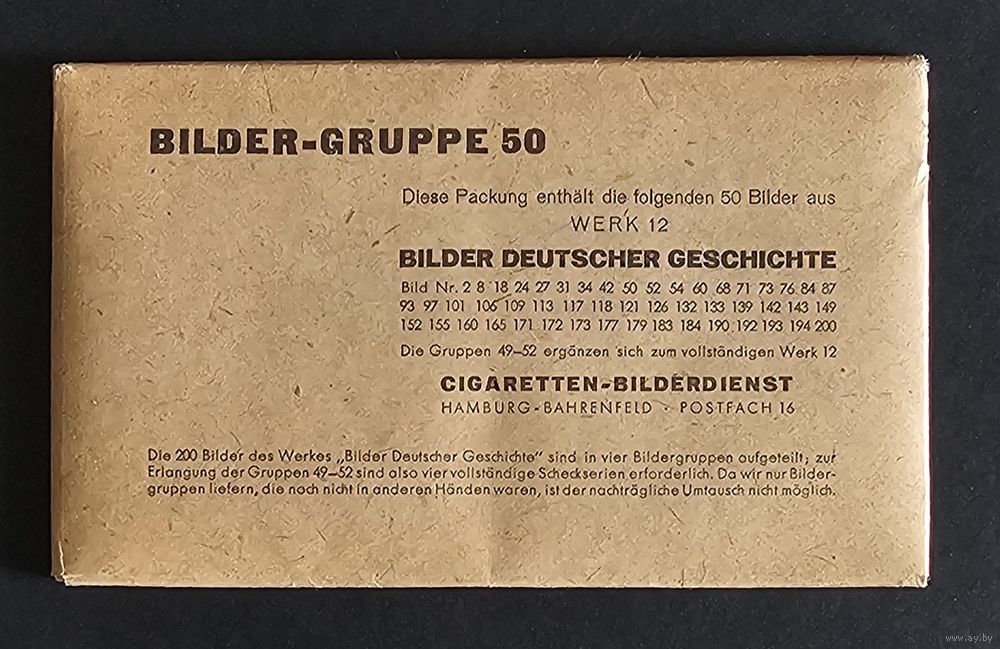 BILDER-GRUPPE 50
Diese Packung enthält die folgenden 50 Bilder aus
WERK 12
BILDER DEUTSCHER GESCHICHTE
Bild Nr. 2 8 18 24 27 31 34 42 50 52 54 60 68 71 73 76 84 87
93 97 101 106 109 113 117 118 121 126 132 133 139 142 143 149
152 155 160 165 171 172 173 177 179 183 184 190 192 193 194 200
Die Gruppen 49–52 ergänzen sich zum vollständigen Werk 12
CIGARETTEN-BILDERDIENST
HAMBURG-BAHRENFELD · POSTFACH 16
Die 200 Bilder des Werkes „Bilder Deutscher Geschichte" sind in vier Bildergruppen aufgeteilt; zur
Erlangung der Gruppen 49–52 sind also vier vollständige Scheckserien erforderlich. Da wir nur Bilder-
gruppen liefern, die noch nicht in anderen Händen waren, ist der nachträgliche Umtausch nicht möglich.
www.ay.by